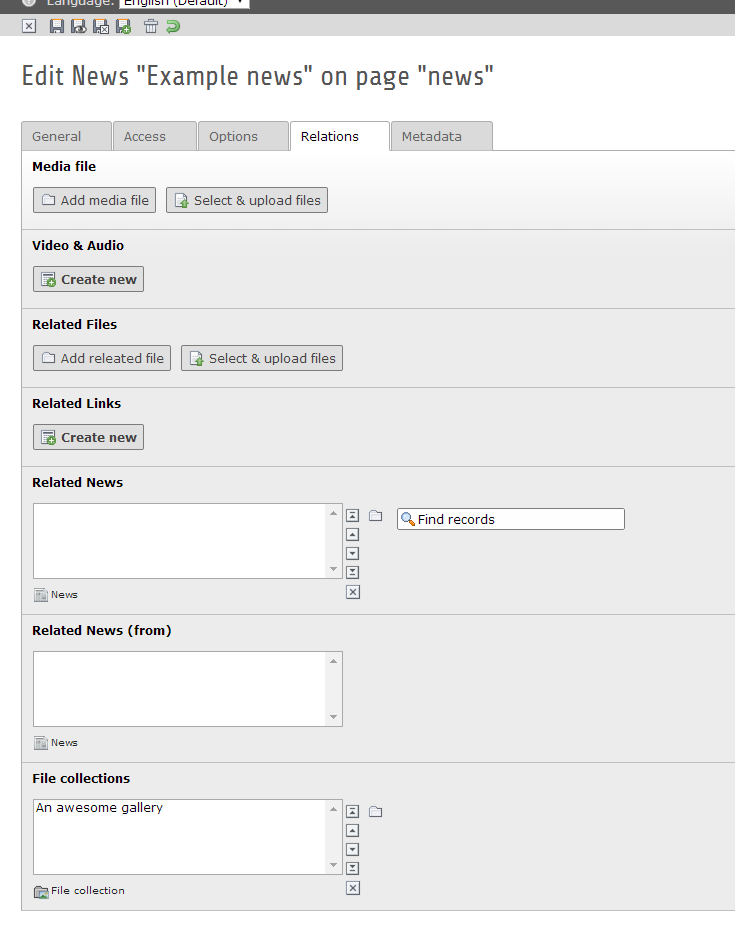 Language: English (Default)
Edit News "Example news" on page "news"
General Access Options Relations Metadata
Media file
Add media file Select & upload files
Video & Audio
Create new
Related Files
Add releated file Select & upload files
Related Links
Create new
Related News
Find records
News
Related News (from)
News
File collections
An awesome gallery
File collection